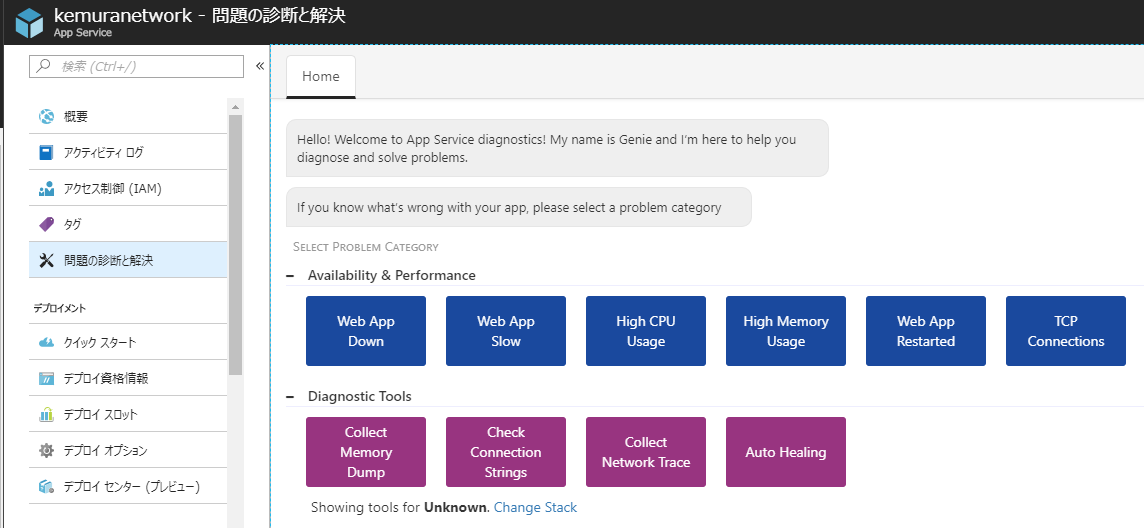 kemuranetwork - 問題の診断と解決
App Service
検索 (Ctrl+/)
概要
アクティビティ ログ
アクセス制御 (IAM)
タグ
問題の診断と解決
デプロイメント
クイック スタート
デプロイ資格情報
デプロイ スロット
デプロイ オプション
デプロイ センター (プレビュー)
Home
Hello! Welcome to App Service diagnostics! My name is Genie and I'm here to help you
diagnose and solve problems.
If you know what's wrong with your app, please select a problem category
SELECT PROBLEM CATEGORY
Availability & Performance
Web App
Down
Web App
Slow
High CPU
Usage
High Memory
Usage
Web App
Restarted
TCP
Connections
Diagnostic Tools
Collect
Memory
Dump
Check
Connection
Strings
Collect
Network Trace
Auto Healing
Showing tools for Unknown. Change Stack